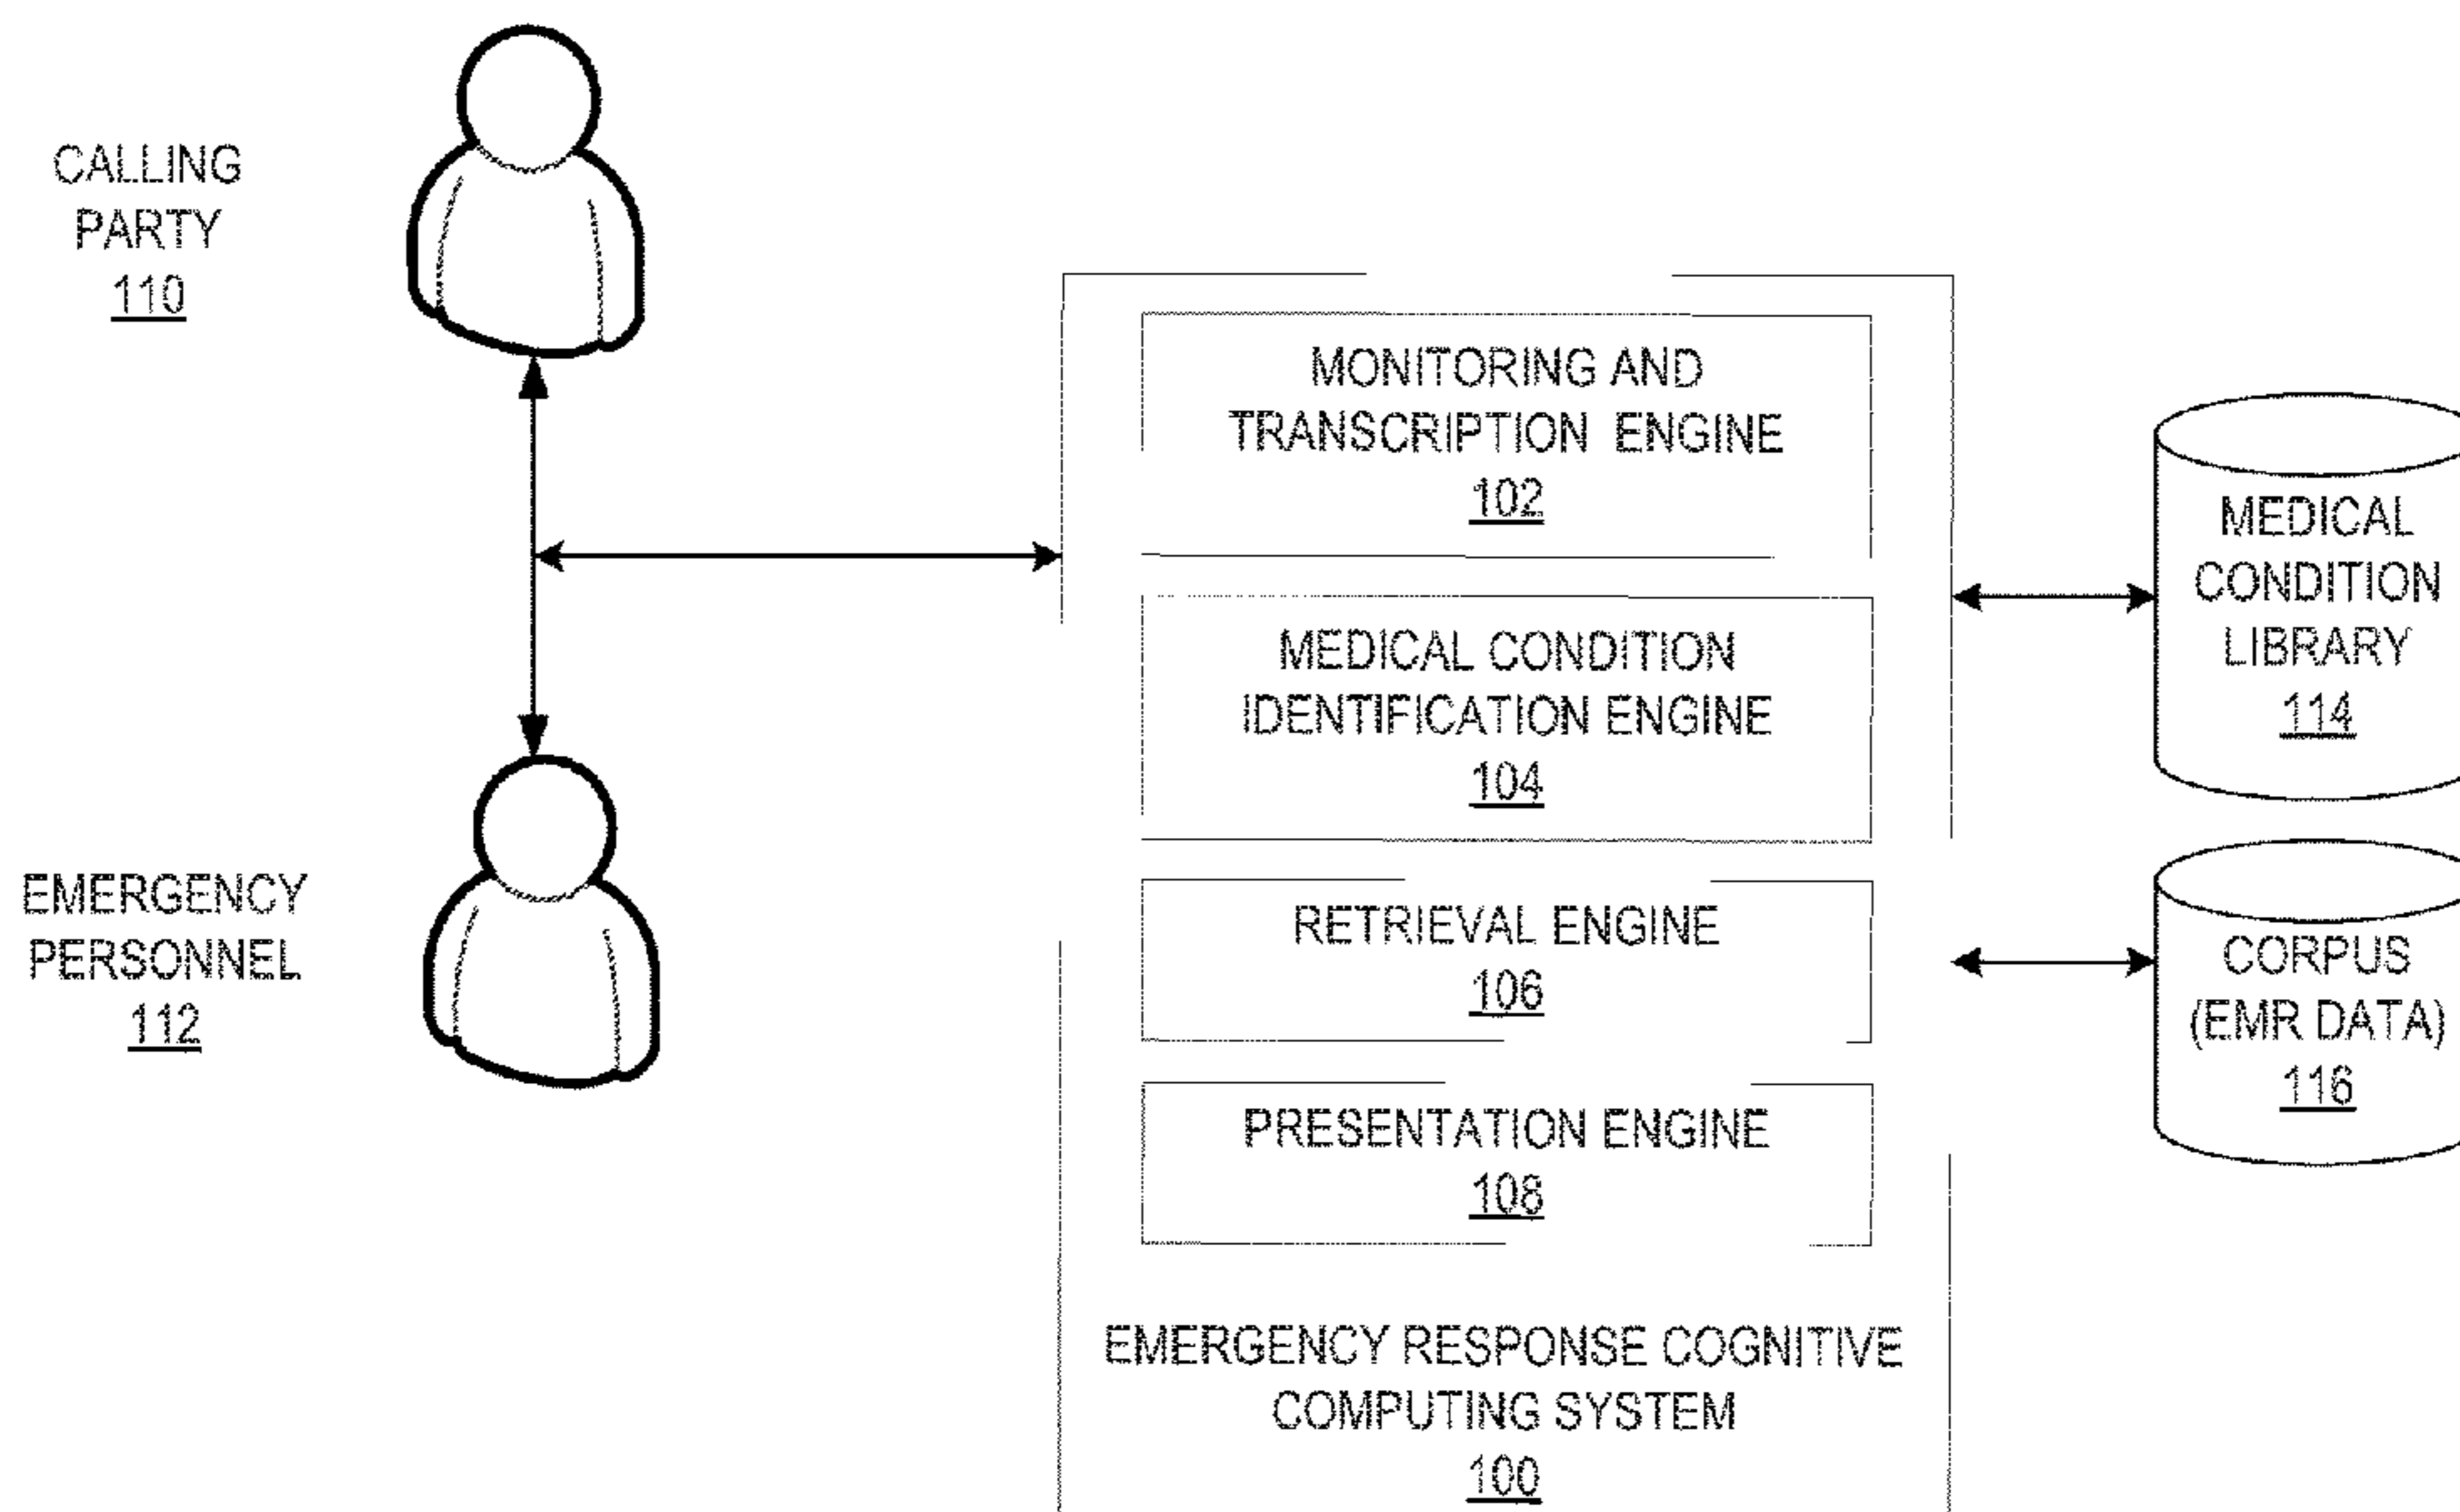 CALLING
PARTY
110
EMERGENCY
PERSONNEL
112
MONITORING AND
TRANSCRIPTION ENGINE
102
MEDICAL CONDITION
IDENTIFICATION ENGINE
104
RETRIEVAL ENGINE
106
PRESENTATION ENGINE
108
EMERGENCY RESPONSE COGNITIVE
COMPUTING SYSTEM
100
MEDICAL
CONDITION
LIBRARY
114
CORPUS
(EMR DATA)
116